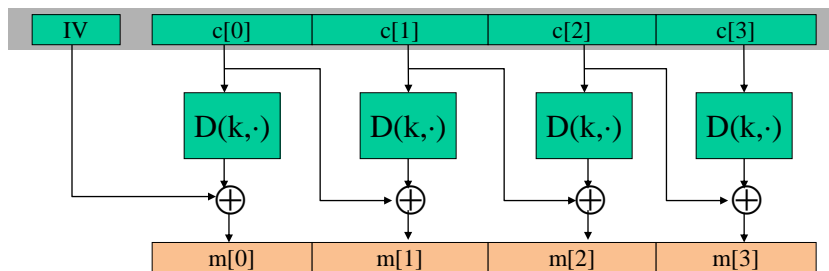 IV c[0] c[1] c[2] c[3]
D(k,·) D(k,·) D(k,·) D(k,·)
m[0] m[1] m[2] m[3]